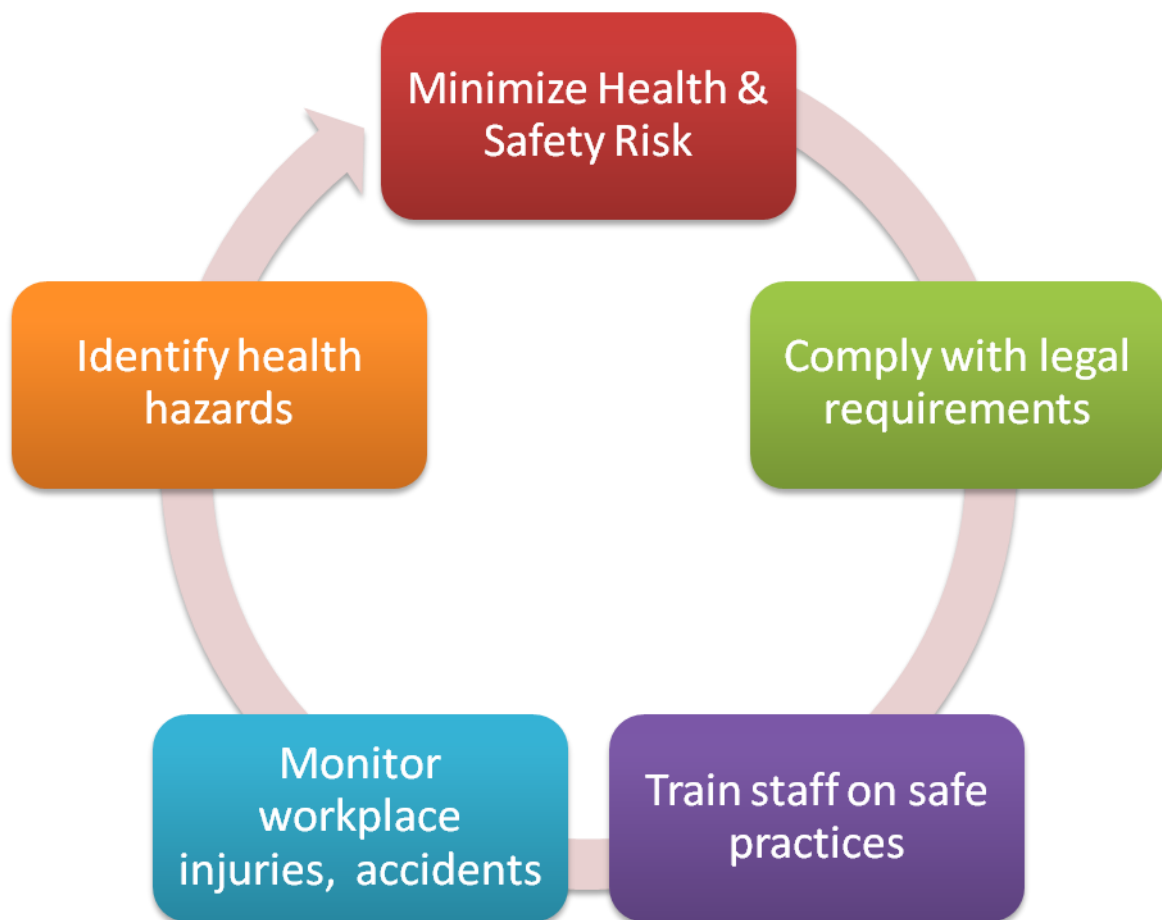 Minimize Health &
Safety Risk
Comply with legal
requirements
Train staff on safe
practices
Monitor
workplace
injuries, accidents
Identify health
hazards